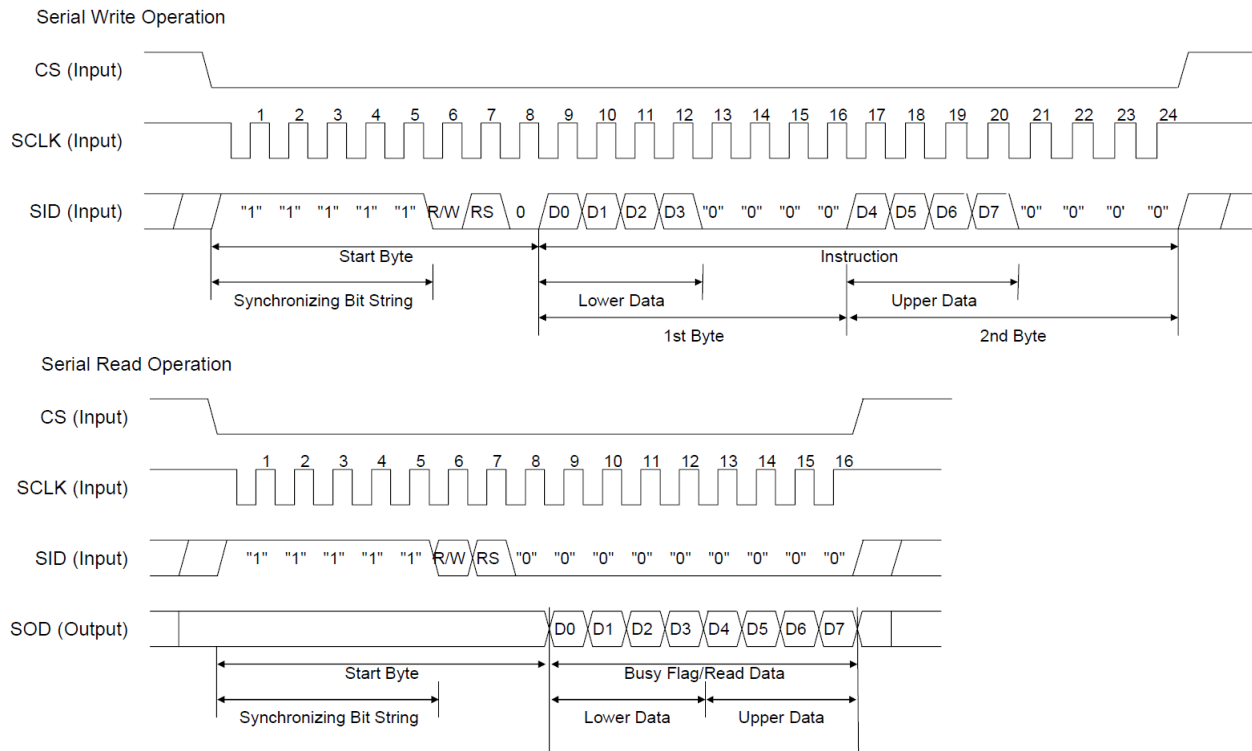 Serial Write Operation
CS (Input)
1 2 3 4 5 6 7 8 9 10 11 12 13 14 15 16 17 18 19 20 21 22 23 24
SCLK (Input)
SID (Input) "1" "1" "1" "1" "1" R/W RS 0 D0 D1 D2 D3 "0" "0" "0" "0" D4 D5 D6 D7 "0" "0" "0' "0"
Start Byte Instruction
Synchronizing Bit String Lower Data Upper Data
1st Byte 2nd Byte
Serial Read Operation
CS (Input)
1 2 3 4 5 6 7 8 9 10 11 12 13 14 15 16
SCLK (Input)
SID (Input) "1" "1" "1" "1" "1" R/W RS "0" "0" "0" "0" "0" "0" "0" "0" "0"
SOD (Output) D0 D1 D2 D3 D4 D5 D6 D7
Start Byte Busy Flag/Read Data
Synchronizing Bit String Lower Data Upper Data